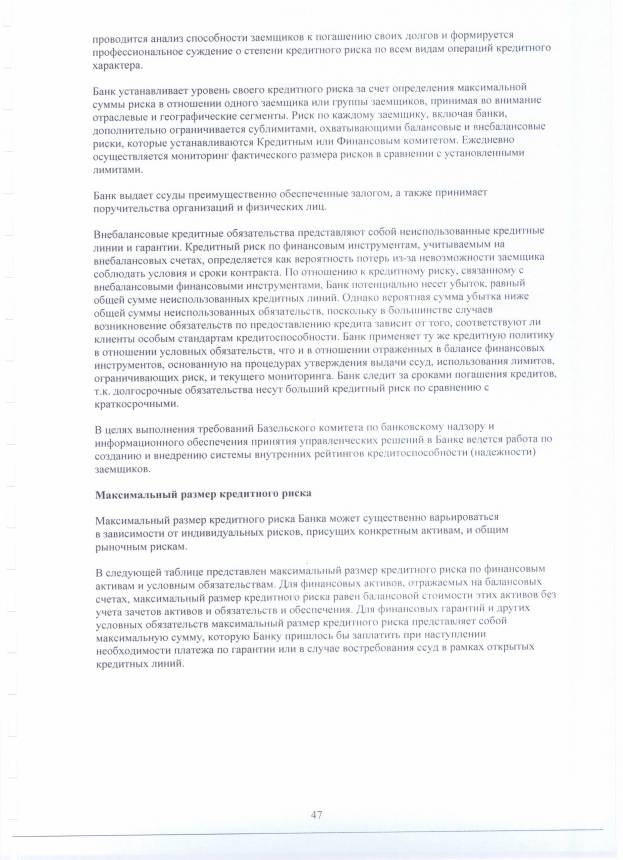 проводится анализ способности заемщиков к погашению своих долгов и формируется
профессиональное суждение о степени кредитного риска по всем видам операций кредитного
характера.
Банк устанавливает уровень своего кредитного риска за счет определения максимальной
суммы риска в отношении одного заемщика или группы заемщиков, принимая во внимание
отраслевые и географические сегменты. Риск по каждому заемщику, включая банки,
дополнительно ограничивается сублимитами, охватывающими балансовые и внебалансовые
риски, которые устанавливаются Кредитным или Финансовым комитетом. Ежедневно
осуществляется мониторинг фактического размера рисков в сравнении с установленными
лимитами.
Банк выдает ссуды преимущественно обеспеченные залогом, а также принимает
поручительства организаций и физических лиц.
Внебалансовые кредитные обязательства представляют собой неиспользованные кредитные
линии и гарантии. Кредитный риск по финансовым инструментам, учитываемым на
внебалансовых счетах, определяется как вероятность потерь из-за невозможности заемщика
соблюдать условия и сроки контракта. По отношению к кредитному риску, связанному с
внебалансовыми финансовыми инструментами, Банк потенциально несет убыток, равный
общей сумме неиспользованных кредитных линий. Однако вероятная сумма убытка ниже
общей суммы неиспользованных обязательств, поскольку в большинстве случаев
возникновение обязательств по предоставлению кредита зависит от того, соответствуют ли
клиенты особым стандартам кредитоспособности. Банк применяет ту же кредитную политику
в отношении условных обязательств, что и в отношении отраженных в балансе финансовых
инструментов, основанную на процедурах утверждения выдачи ссуд, использования лимитов,
ограничивающих риск, и текущего мониторинга. Банк следит за сроками погашения кредитов,
т.к. долгосрочные обязательства несут больший кредитный риск по сравнению с
краткосрочными.
В целях выполнения требований Базельского комитета по банковскому надзору и
информационного обеспечения принятия управленческих решений в Банке ведется работа по
созданию и внедрению системы внутренних рейтингов кредитоспособности (надежности)
заемщиков.
Максимальный размер кредитного риска
Максимальный размер кредитного риска Банка может существенно варьироваться
в зависимости от индивидуальных рисков, присущих конкретным активам, и общим
рыночным рискам.
В следующей таблице представлен максимальный размер кредитного риска по финансовым
активам и условным обязательствам. Для финансовых активов, отражаемых на балансовых
счетах, максимальный размер кредитного риска равен балансовой стоимости этих активов без
учета зачетов активов и обязательств и обеспечения. Для финансовых гарантий и других
условных обязательств максимальный размер кредитного риска представляет собой
максимальную сумму, которую Банку пришлось бы заплатить при наступлении
необходимости платежа по гарантии или в случае востребования ссуд в рамках открытых
кредитных линий.
47